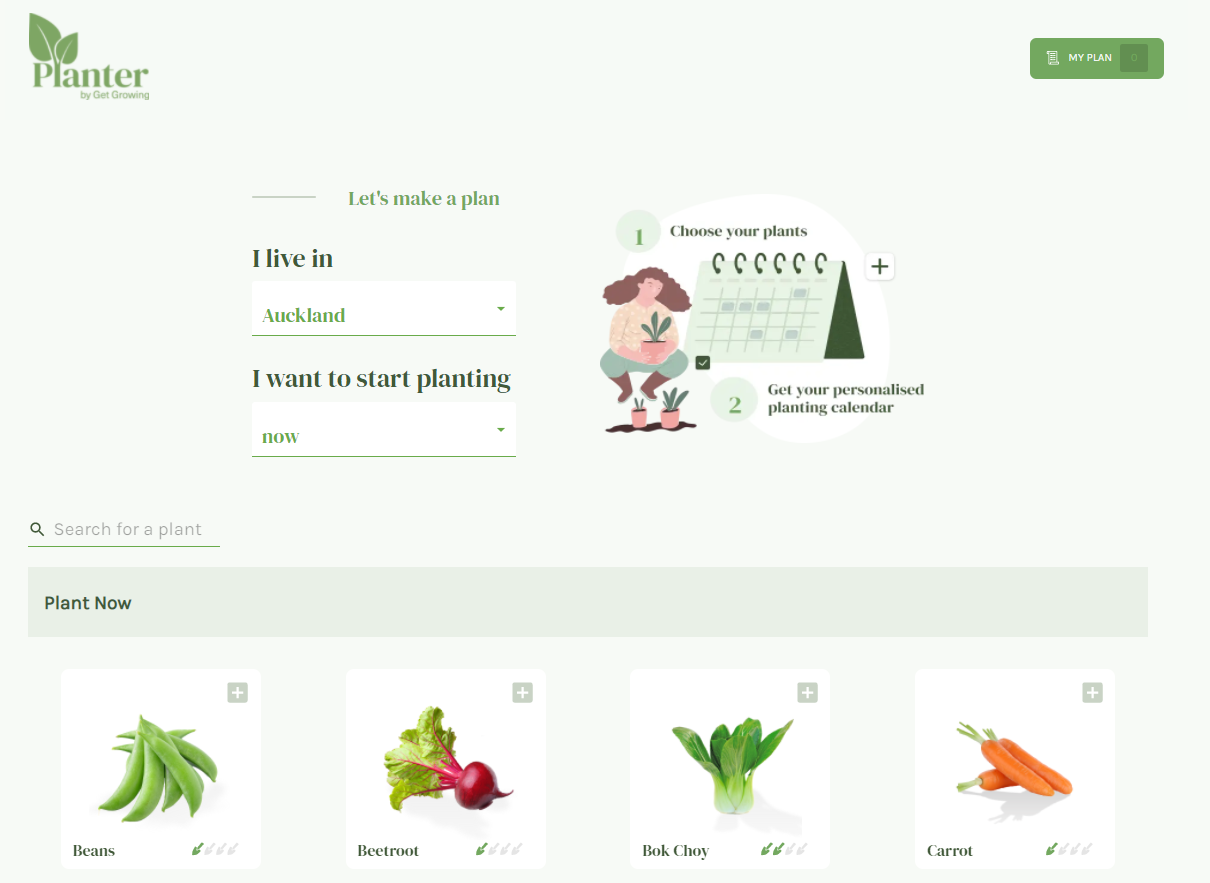 Planter
by Get Growing
MY PLAN 0
Let's make a plan
I live in
Auckland
I want to start planting
now
1 Choose your plants
2 Get your personalised
planting calendar
Search for a plant
Plant Now
Beans
Beetroot
Bok Choy
Carrot